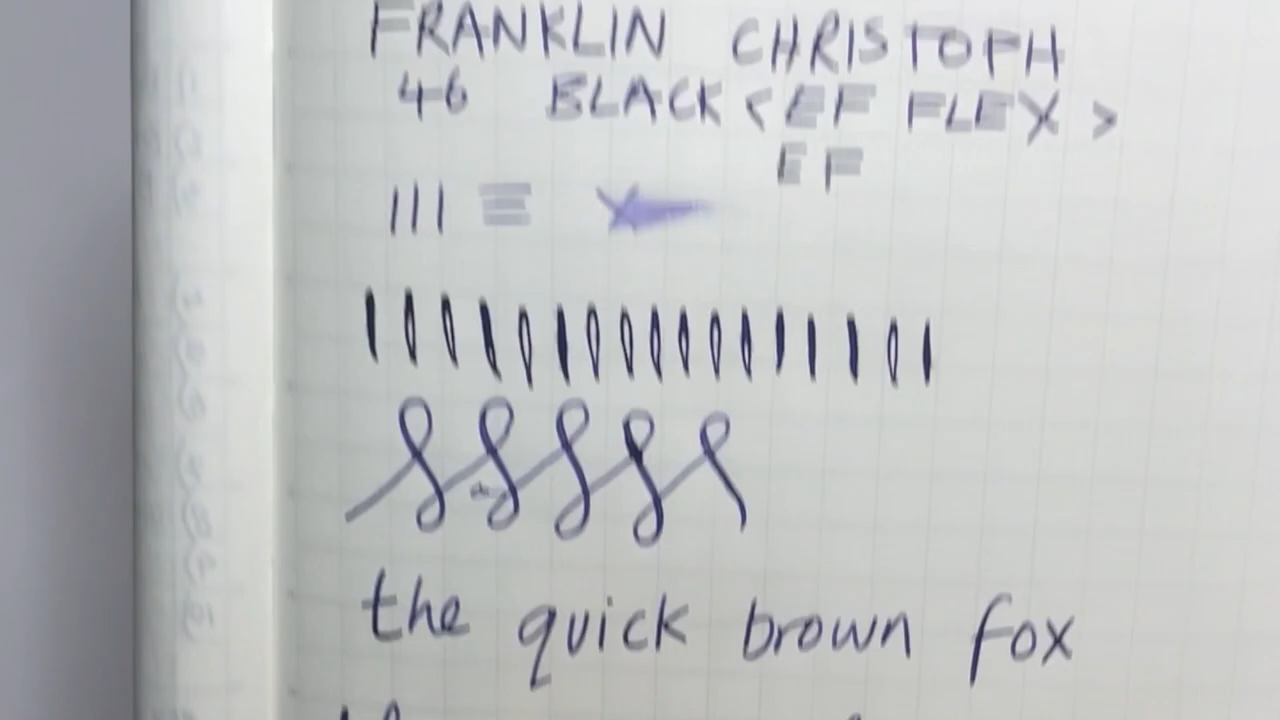 FRANKLIN CHRISTOPH
46 BLACK <EF FLEX>
EF
the quick brown fox